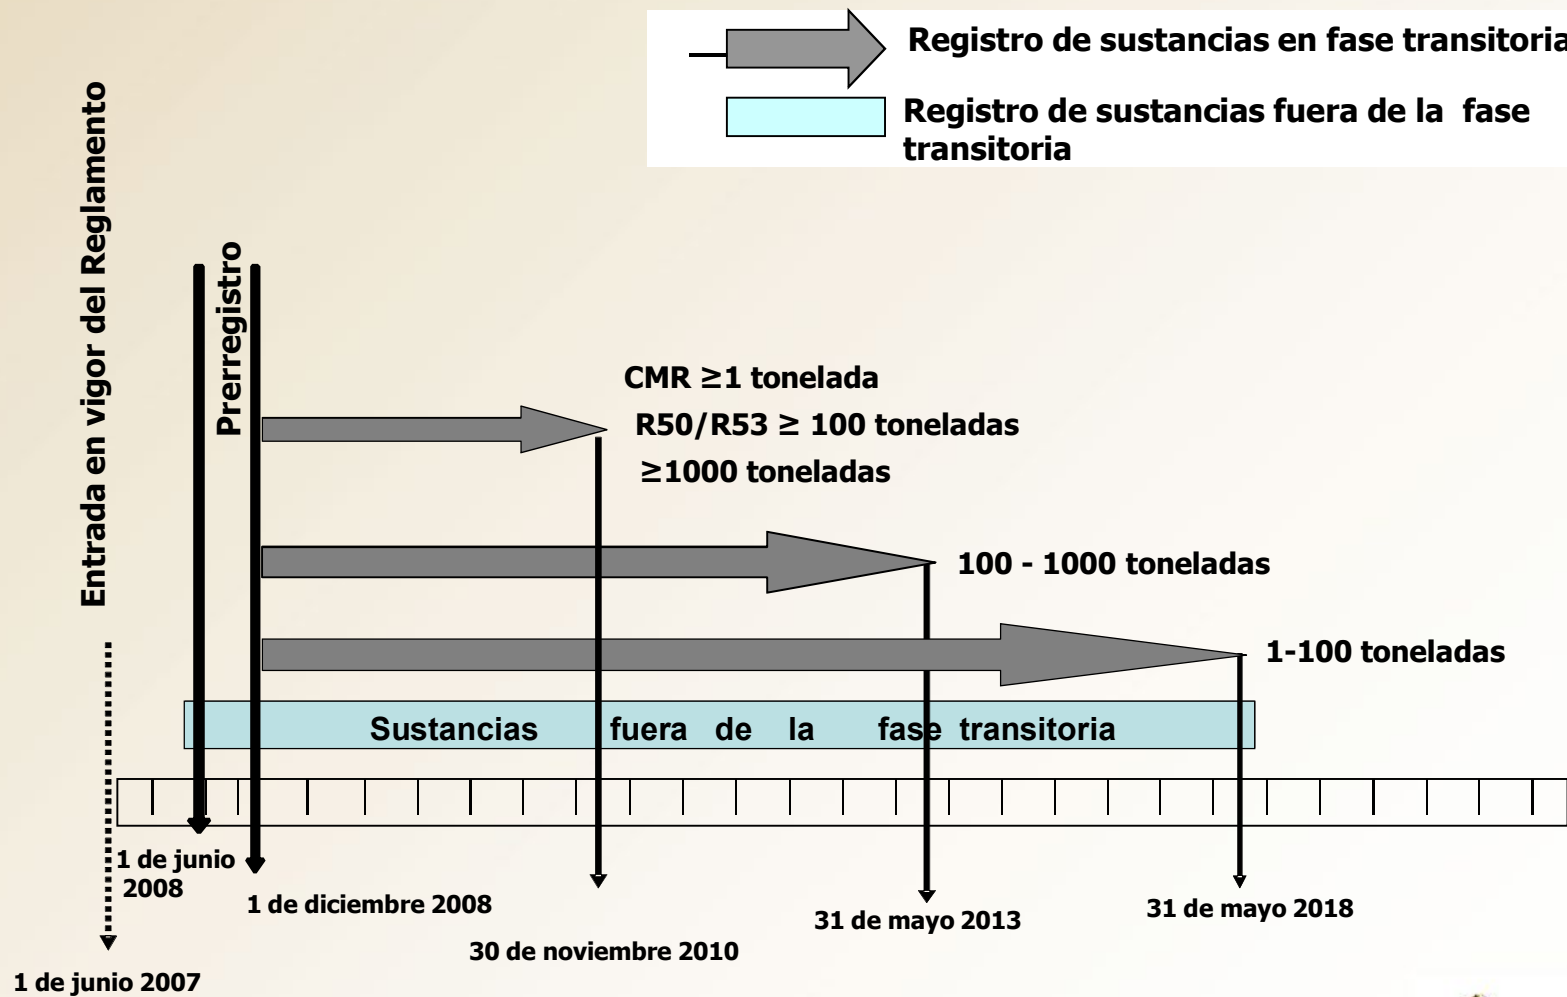 Registro de sustancias en fase transitoria
Registro de sustancias fuera de la fase
transitoria
Entrada en vigor del Reglamento
Prerregistro
CMR ≥1 tonelada
R50/R53 ≥ 100 toneladas
≥1000 toneladas
100 - 1000 toneladas
1-100 toneladas
Sustancias fuera de la fase transitoria
1 de junio
2008
1 de diciembre 2008
30 de noviembre 2010
31 de mayo 2013
31 de mayo 2018
1 de junio 2007